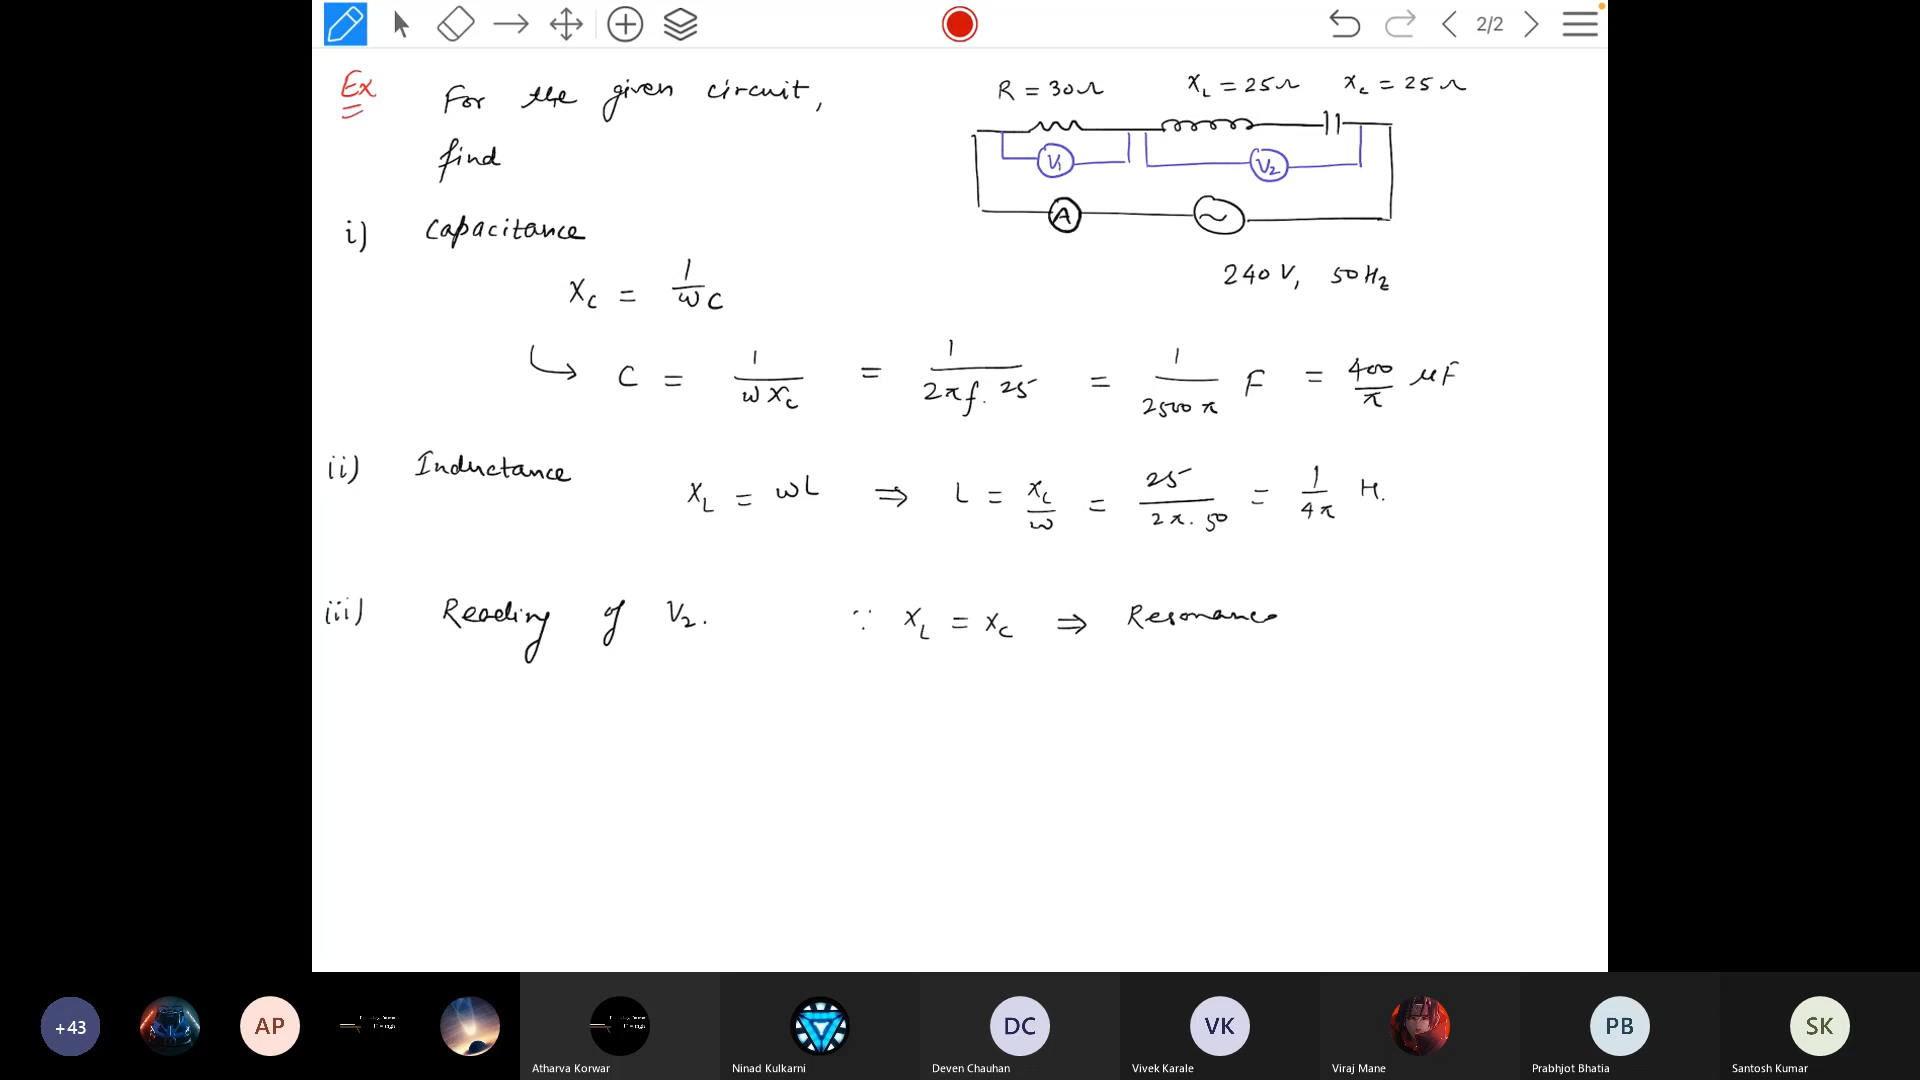 2/2
Ex For the given circuit,
find
R = 30Ω X_L = 25Ω X_C = 25Ω
V₁ V₂
A
240 V, 50 Hz
i) Capacitance
X_C = 1/ωC
↳ C = 1/ωX_C = 1/2πf.25 = 1/2500π F = 400/π μF
ii) Inductance X_L = ωL ⇒ L = X_L/ω = 25/2π.50 = 1/4π H.
iii) Reading of V₂. ∵ X_L = X_C ⇒ Resonance
+43 AP DC VK PB SK
Atharva Korwar Ninad Kulkarni Deven Chauhan Vivek Karale Viraj Mane Prabhjot Bhatia Santosh Kumar